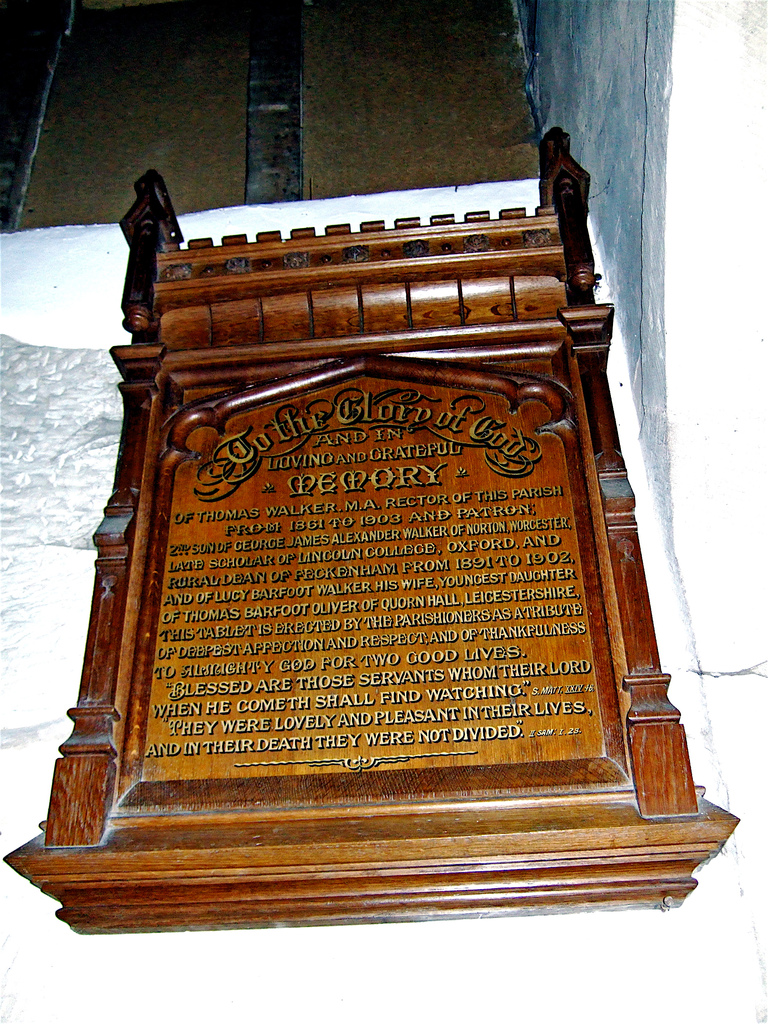 To the Glory of God
AND IN
LOVING AND GRATEFUL
MEMORY
OF THOMAS WALKER, M.A. RECTOR OF THIS PARISH
FROM 1861 TO 1903 AND PATRON;
2ND SON OF GEORGE JAMES ALEXANDER WALKER OF NORTON, WORCESTER,
LATE SCHOLAR OF LINCOLN COLLEGE, OXFORD, AND
RURAL DEAN OF FECKENHAM FROM 1891 TO 1902,
AND OF LUCY BARFOOT WALKER HIS WIFE, YOUNGEST DAUGHTER
OF THOMAS BARFOOT OLIVER OF QUORN HALL, LEICESTERSHIRE,
THIS TABLET IS ERECTED BY THE PARISHIONERS AS A TRIBUTE
OF DEEPEST AFFECTION AND RESPECT, AND OF THANKFULNESS
TO ALMIGHTY GOD FOR TWO GOOD LIVES.
"BLESSED ARE THOSE SERVANTS WHOM THEIR LORD
WHEN HE COMETH SHALL FIND WATCHING." S. MATT. XXIV. 46.
"THEY WERE LOVELY AND PLEASANT IN THEIR LIVES,
AND IN THEIR DEATH THEY WERE NOT DIVIDED." II SAM. I. 23.